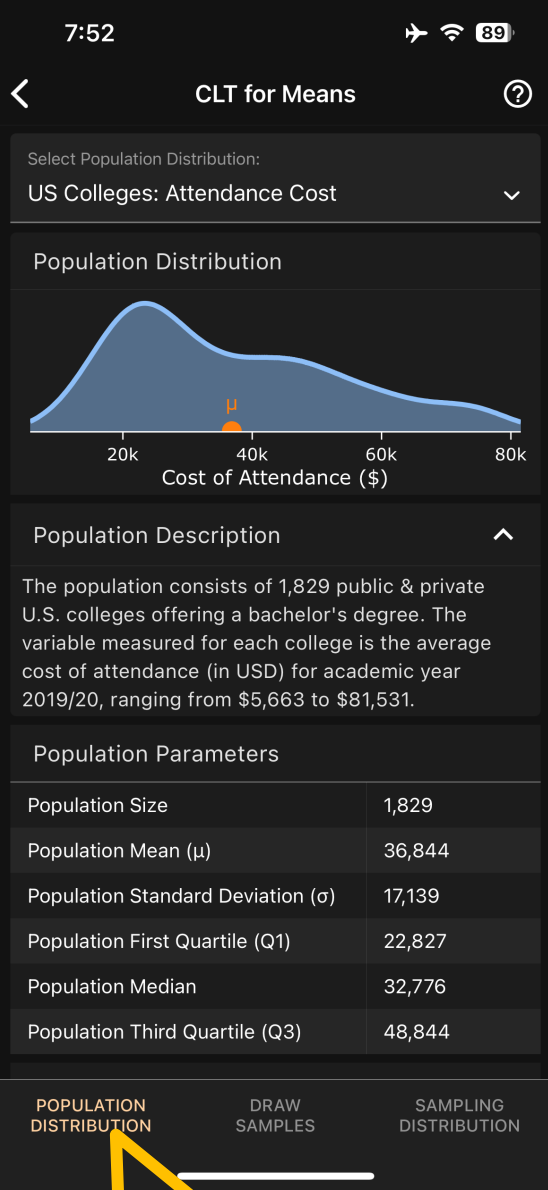 7:52
89
CLT for Means
Select Population Distribution:
US Colleges: Attendance Cost
Population Distribution
μ
20k 40k 60k 80k
Cost of Attendance ($)
Population Description
The population consists of 1,829 public & private
U.S. colleges offering a bachelor's degree. The
variable measured for each college is the average
cost of attendance (in USD) for academic year
2019/20, ranging from $5,663 to $81,531.
Population Parameters
Population Size 1,829
Population Mean (μ) 36,844
Population Standard Deviation (σ) 17,139
Population First Quartile (Q1) 22,827
Population Median 32,776
Population Third Quartile (Q3) 48,844
POPULATION
DISTRIBUTION
DRAW
SAMPLES
SAMPLING
DISTRIBUTION